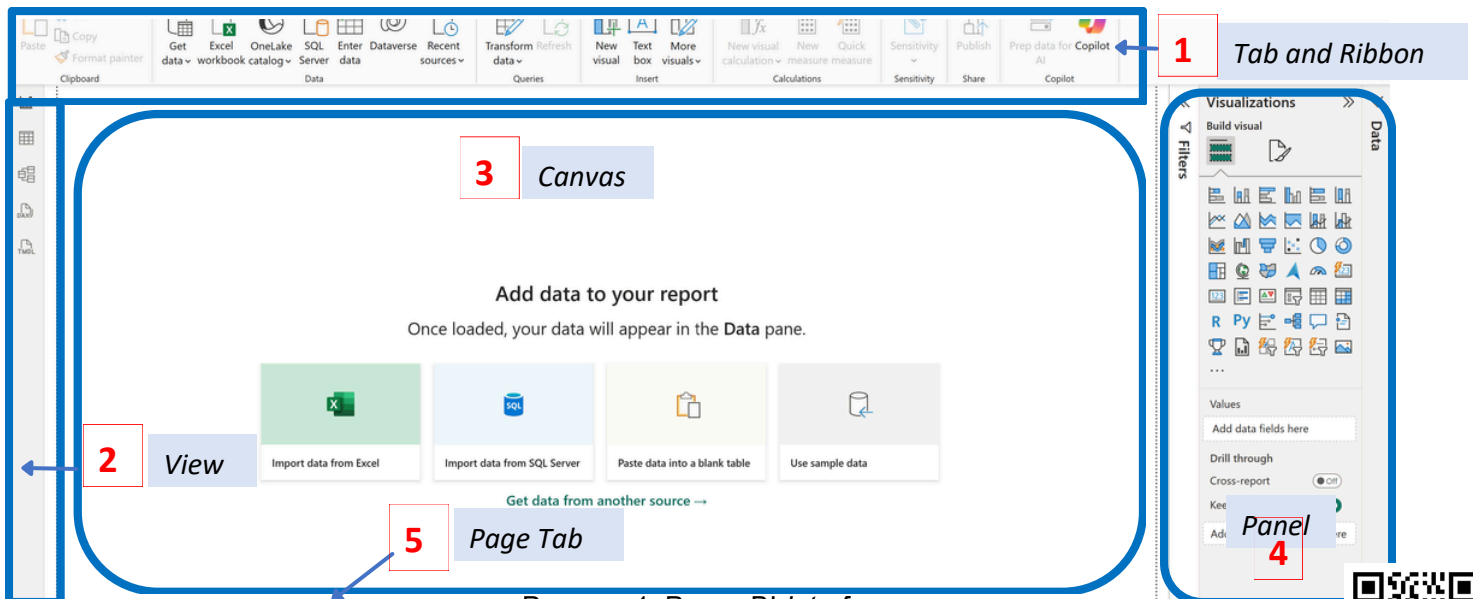 Paste
Copy
Format painter
Clipboard
Get data
Excel workbook
OneLake catalog
SQL Server
Enter data
Dataverse
Recent sources
Data
Transform data
Refresh
Queries
New visual
Text box
More visuals
Insert
New visual calculation
New measure
Quick measure
Calculations
Sensitivity
Sensitivity
Publish
Share
Prep data for AI
Copilot
Copilot
1 Tab and Ribbon
Filters
Visualizations
Data
Build visual
DAX
TMDL
3 Canvas
123
R Py
...
Add data to your report
Once loaded, your data will appear in the Data pane.
SQL
Import data from Excel
Import data from SQL Server
Paste data into a blank table
Use sample data
Get data from another source →
2 View
5 Page Tab
Values
Add data fields here
Drill through
Cross-report
Off
Panel
4